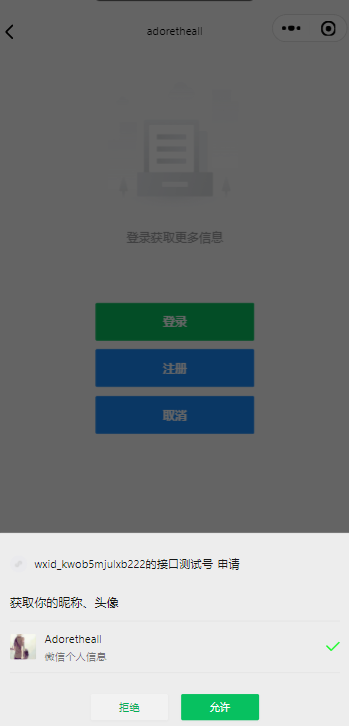 adoretheall
登录获取更多信息
登录
注册
取消
wxid_kwob5mjulxb222的接口测试号 申请
获取你的昵称、头像
Adoretheall
微信个人信息
拒绝
允许